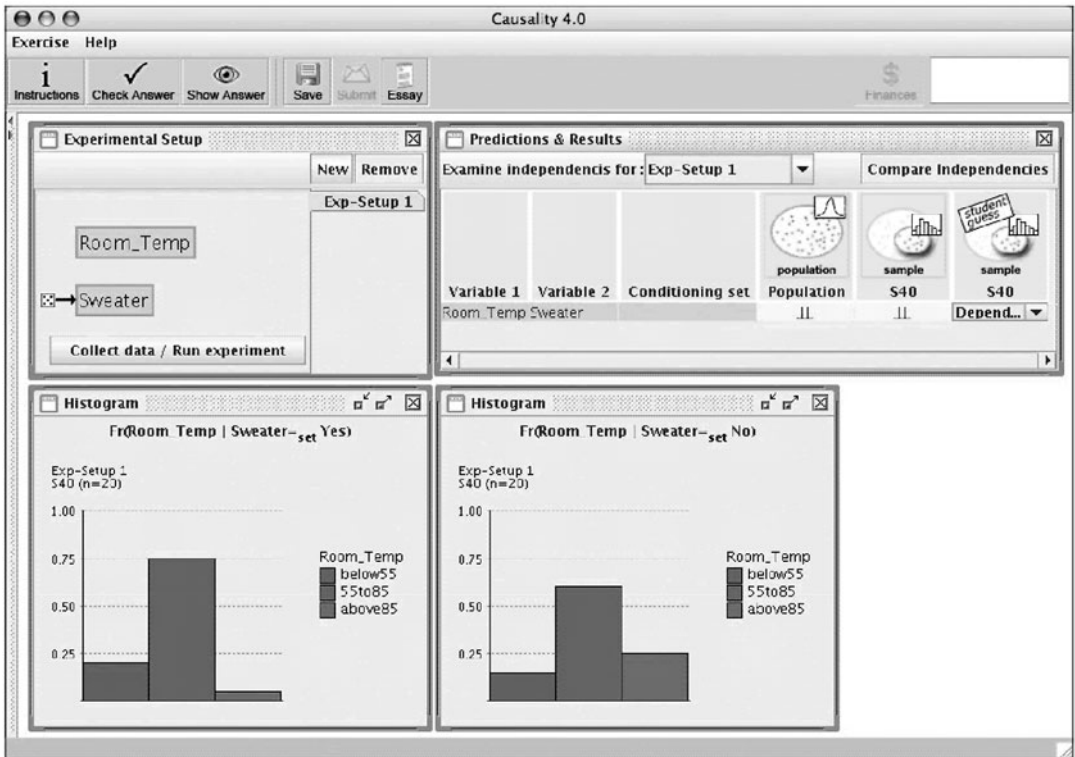 Causality 4.0
Exercise Help
Instructions Check Answer Show Answer Save Submit Essay Finances
Experimental Setup
New Remove
Exp-Setup 1
Room_Temp
Sweater
Collect data / Run experiment
Predictions & Results
Examine independencis for: Exp-Setup 1 Compare Independencies
student guess
population sample sample
Variable 1 Variable 2 Conditioning set Population S40 S40
Room_Temp Sweater ⫫ ⫫ Depend...
Histogram
Fr(Room_Temp | Sweater=set Yes)
Exp-Setup 1
S40 (n=20)
1.00
0.75
0.50
0.25
Room_Temp
below55
55to85
above85
Histogram
Fr(Room_Temp | Sweater=set No)
Exp-Setup 1
S40 (n=20)
1.00
0.75
0.50
0.25
Room_Temp
below55
55to85
above85